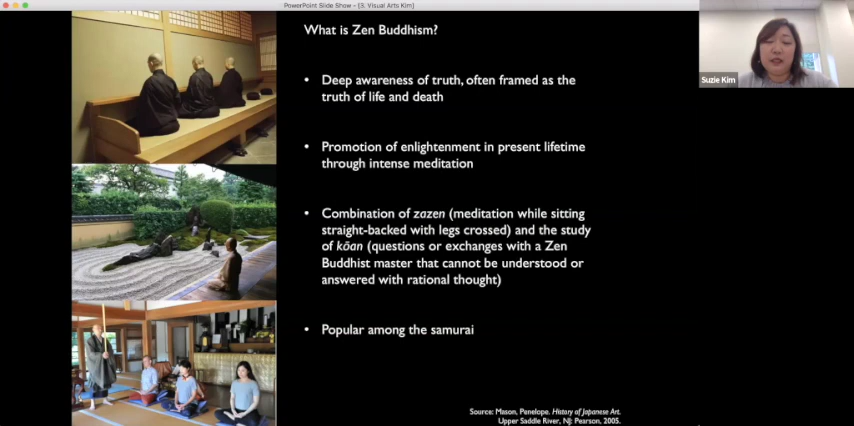 PowerPoint Slide Show - [3. Visual Arts Kim]
What is Zen Buddhism?
• Deep awareness of truth, often framed as the
truth of life and death
• Promotion of enlightenment in present lifetime
through intense meditation
• Combination of zazen (meditation while sitting
straight-backed with legs crossed) and the study
of kōan (questions or exchanges with a Zen
Buddhist master that cannot be understood or
answered with rational thought)
• Popular among the samurai
Source: Mason, Penelope. History of Japanese Art.
Upper Saddle River, NJ: Pearson, 2005.
Suzie Kim